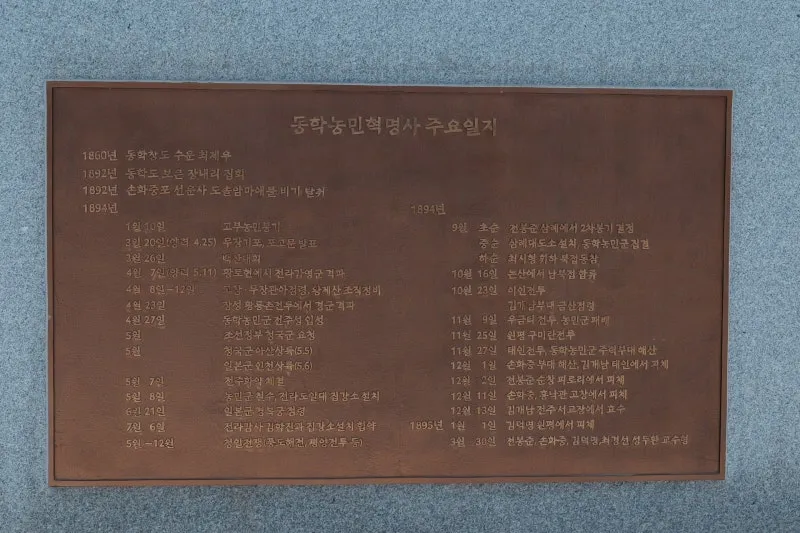 동학농민혁명사 주요일지
1860년 동학창도 수운 최제우
1892년 동학도 보은 장내리 집회
1892년 손화중포 선운사 도솔암마애불 비기 탈취
1894년
1월 10일 고부농민봉기
3월 20일(양력 4.25) 무장기포, 포고문 발표
3월 26일 백산대회
4월 7일(양력 5.11) 황토현에서 전라감영군 격파
4월 8일~12일 무장관아점령, 조직정비
4월 23일 장성 황룡촌전투에서 경군 격파
4월 27일 동학농민군 전주성 입성
5월 조선정부 청국군 요청
5월 청국군 아산상륙(5.5)
일본군 인천상륙(5.6)
5월 7일 전주화약 체결
5월 8일 농민군 철수, 전라도일대 집강소 설치
6월 21일 일본군 경복궁 점령
7월 6일 전라감사 김학진과 집강소설치 협약
5월~12월 청일전쟁(풍도해전, 평양전투 등)
1894년
9월 초순 전봉준 삼례에서 2차봉기 결정
중순 삼례대도소 설치, 동학농민군 집결
하순 최시형 휘하 북접동참
10월 16일 논산에서 남북접 합류
10월 23일 이인전투
김개남부대 금산점령
11월 9일 우금티 전투, 농민군 패배
11월 25일 원평 구미란전투
11월 27일 태인전투, 동학농민군 주력부대 해산
12월 1일 손화중부대 해산, 김개남 태인에서 피체
12월 2일 전봉준 순창 피로리에서 피체
12월 11일 손화중, 홍낙관 고창에서 피체
12월 13일 김개남 전주 서교장에서 효수
1895년 1월 1일 김덕명 원평에서 피체
3월 30일 전봉준, 손화중, 김덕명, 최경선 성두한 교수형